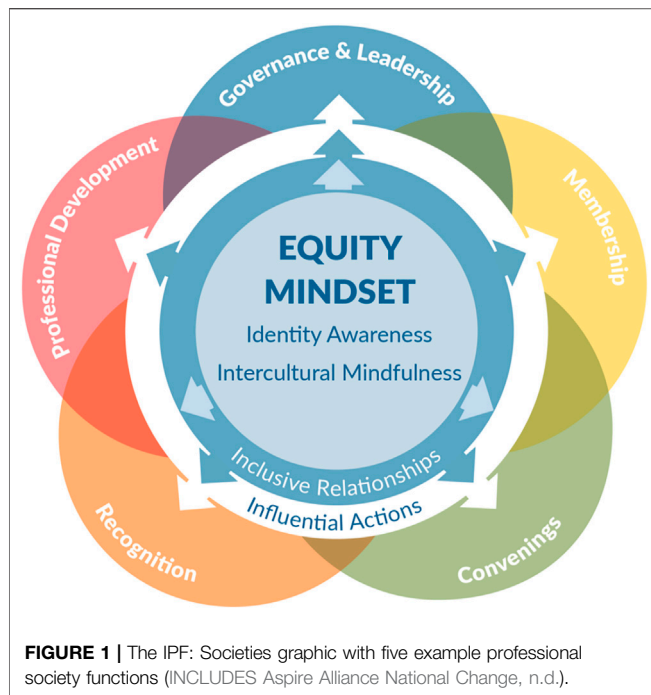 Governance & Leadership
Professional Development
Membership
EQUITY
MINDSET
Identity Awareness
Intercultural Mindfulness
Inclusive Relationships
Influential Actions
Recognition
Convenings
FIGURE 1 | The IPF: Societies graphic with five example professional
society functions (INCLUDES Aspire Alliance National Change, n.d.).